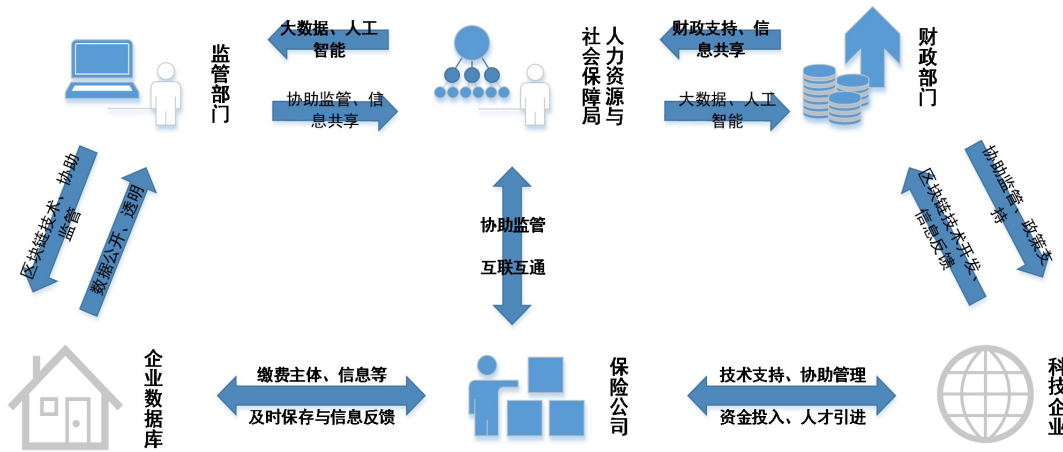 大数据、人工
智能
监管部门
协助监管、信
息共享
人力资源与
社会保障局
财政支持、信
息共享
大数据、人工
智能
财政部门
区块链技术、协助
监管
数据公开、透明
协助监管
互联互通
区块链技术开发、
信息反馈
协助监管、政策支
持
企业数据库
缴费主体、信息等
及时保存与信息反馈
保险公司
技术支持、协助管理
资金投入、人才引进
科技企业